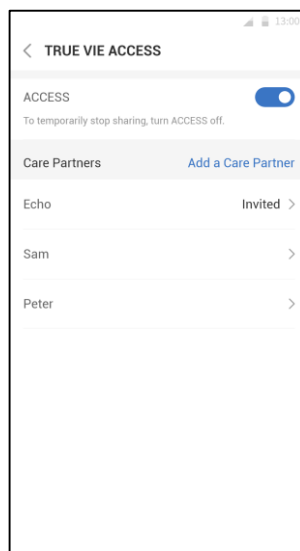 13:00
TRUE VIE ACCESS
ACCESS
To temporarily stop sharing, turn ACCESS off.
Care Partners Add a Care Partner
Echo Invited
Sam
Peter